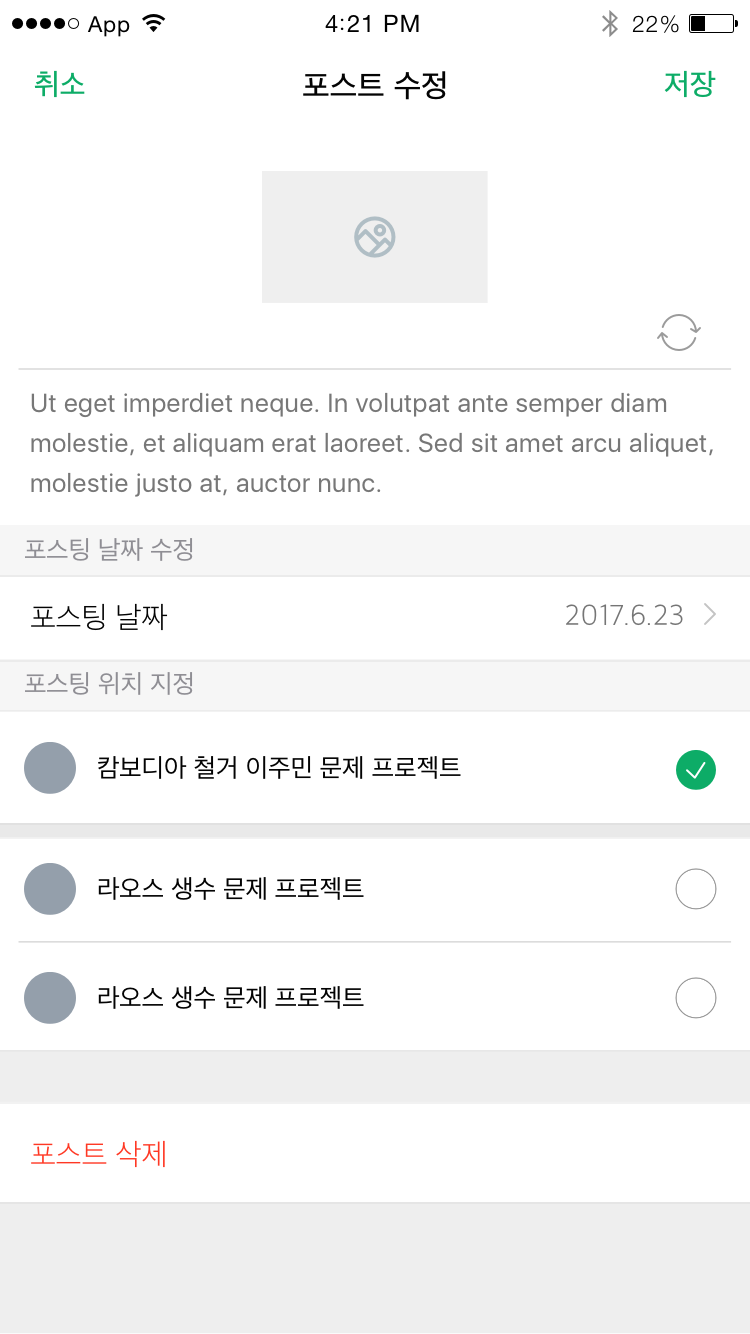 App 4:21 PM 22%
취소 포스트 수정 저장
Ut eget imperdiet neque. In volutpat ante semper diam
molestie, et aliquam erat laoreet. Sed sit amet arcu aliquet,
molestie justo at, auctor nunc.
포스팅 날짜 수정
포스팅 날짜 2017.6.23
포스팅 위치 지정
캄보디아 철거 이주민 문제 프로젝트
라오스 생수 문제 프로젝트
라오스 생수 문제 프로젝트
포스트 삭제